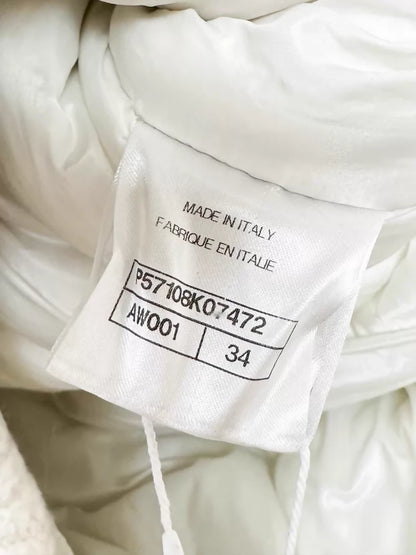 MADE IN ITALY
FABRIQUE EN ITALIE
P57108K07472
AW001 34